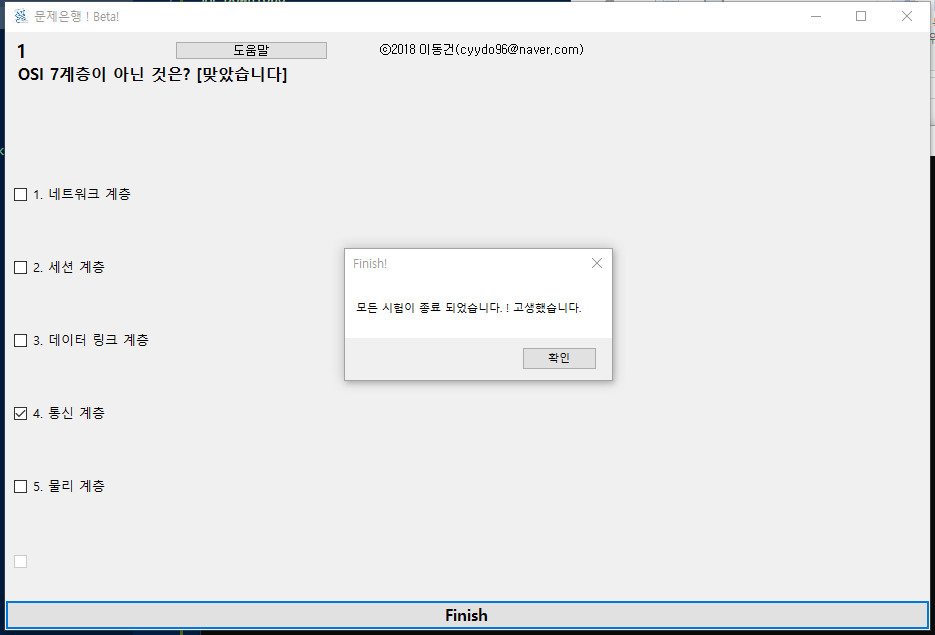 문제은행 ! Beta!
1
도움말
©2018 이동건(cyydo96@naver.com)
OSI 7계층이 아닌 것은? [맞았습니다]
1. 네트워크 계층
2. 세션 계층
3. 데이터 링크 계층
4. 통신 계층
5. 물리 계층
Finish!
모든 시험이 종료 되었습니다. ! 고생했습니다.
확인
Finish